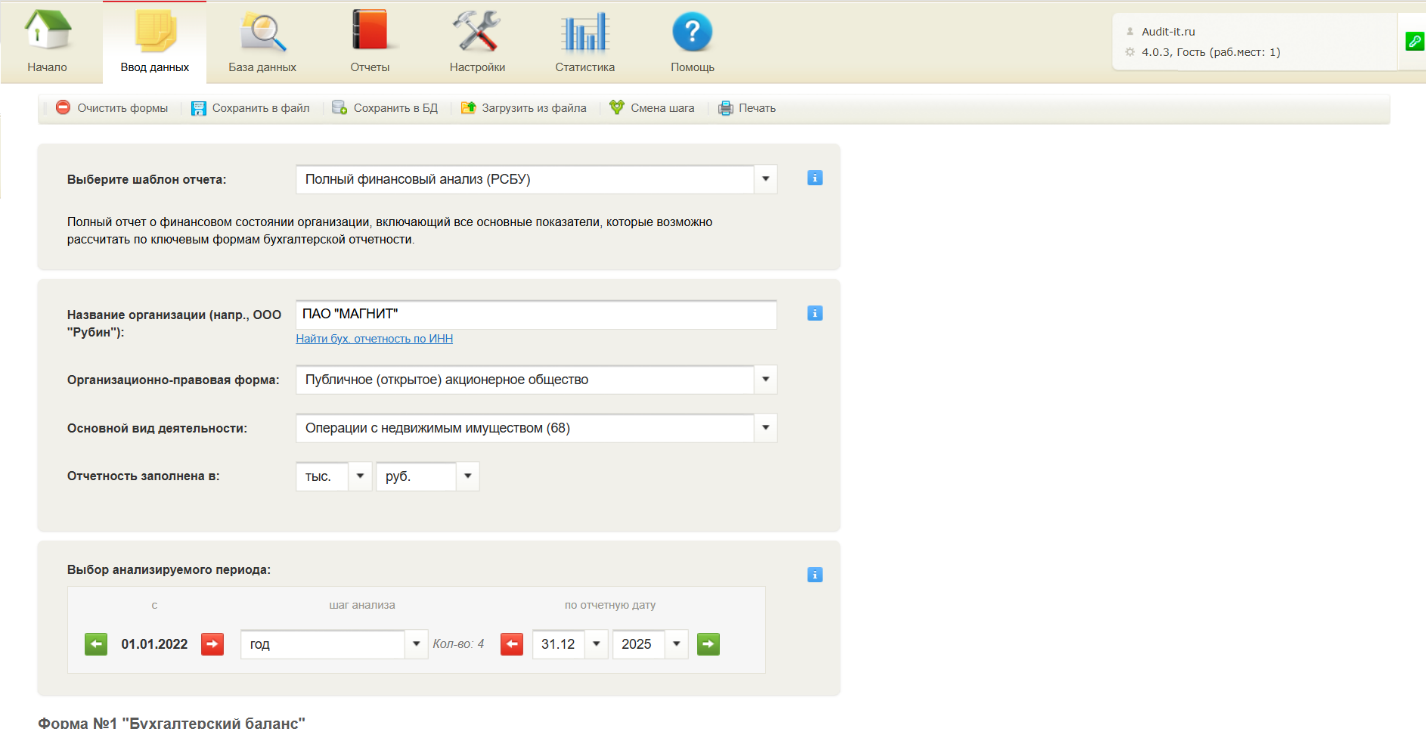 Начало
Ввод данных
База данных
Отчеты
Настройки
Статистика
Помощь
Audit-it.ru
4.0.3, Гость (раб.мест: 1)
Очистить формы
Сохранить в файл
Сохранить в БД
Загрузить из файла
Смена шага
Печать
Выберите шаблон отчета:
Полный финансовый анализ (РСБУ)
Полный отчет о финансовом состоянии организации, включающий все основные показатели, которые возможно
рассчитать по ключевым формам бухгалтерской отчетности.
Название организации (напр., ООО
"Рубин"):
ПАО "МАГНИТ"
Найти бух. отчетность по ИНН
Организационно-правовая форма:
Публичное (открытое) акционерное общество
Основной вид деятельности:
Операции с недвижимым имуществом (68)
Отчетность заполнена в:
тыс.
руб.
Выбор анализируемого периода:
с
шаг анализа
по отчетную дату
01.01.2022
год
Кол-во: 4
31.12
2025
Форма №1 "Бухгалтерский баланс"